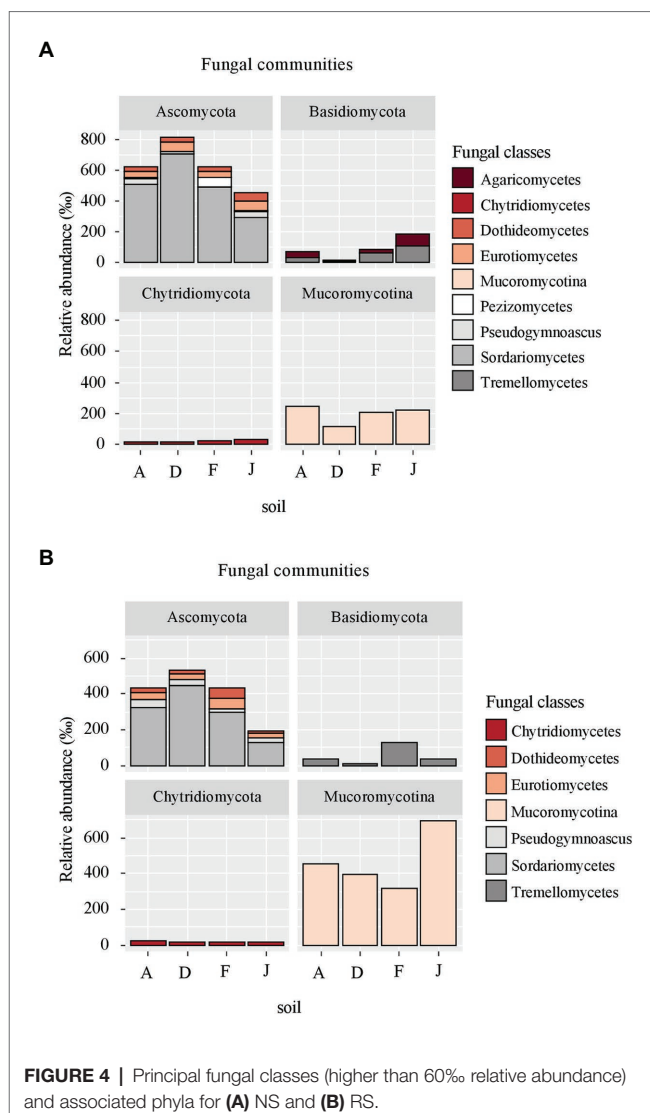 A
Fungal communities
Ascomycota
Basidiomycota
800
600
400
200
0
Chytridiomycota
Mucoromycotina
800
600
400
200
0
Relative abundance (‰)
A
D
F
J
A
D
F
J
soil
Fungal classes
Agaricomycetes
Chytridiomycetes
Dothideomycetes
Eurotiomycetes
Mucoromycotina
Pezizomycetes
Pseudogymnoascus
Sordariomycetes
Tremellomycetes
B
Fungal communities
Ascomycota
Basidiomycota
600
400
200
0
Chytridiomycota
Mucoromycotina
600
400
200
0
Relative abundance (‰)
A
D
F
J
A
D
F
J
soil
Fungal classes
Chytridiomycetes
Dothideomycetes
Eurotiomycetes
Mucoromycotina
Pseudogymnoascus
Sordariomycetes
Tremellomycetes
FIGURE 4 | Principal fungal classes (higher than 60‰ relative abundance)
and associated phyla for (A) NS and (B) RS.